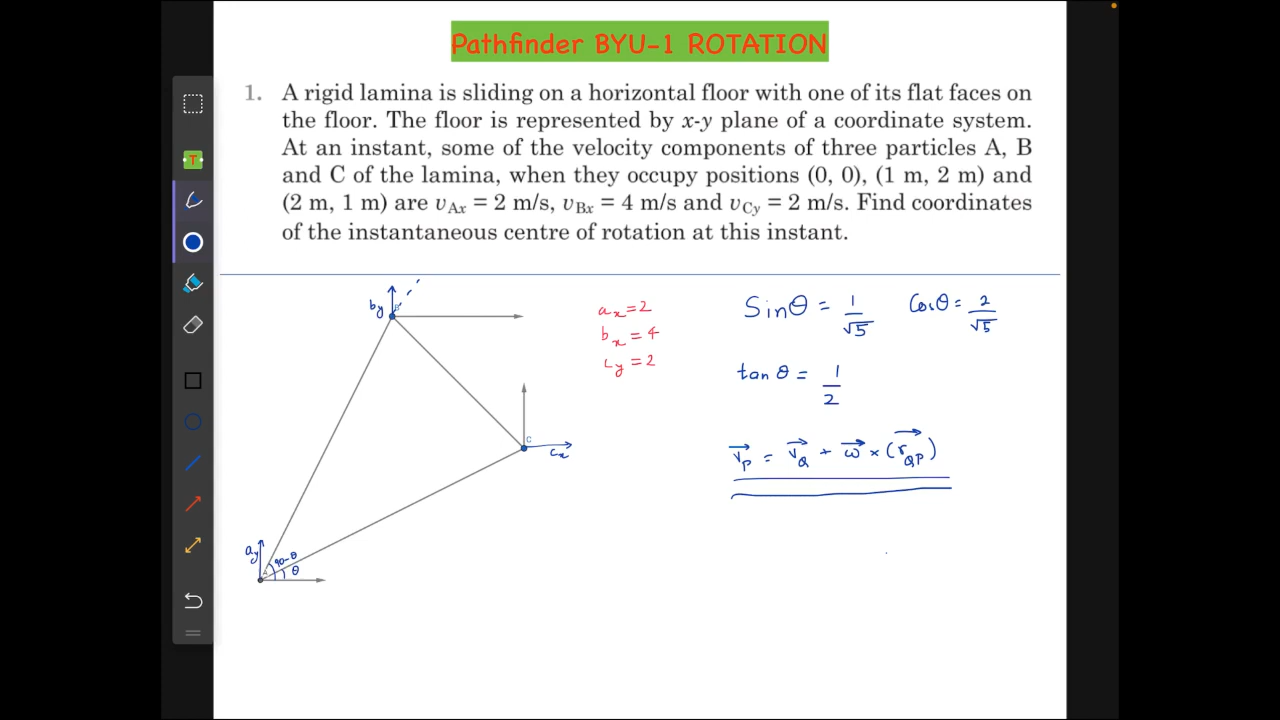 Pathfinder BYU-1 ROTATION
1. A rigid lamina is sliding on a horizontal floor with one of its flat faces on
the floor. The floor is represented by x-y plane of a coordinate system.
At an instant, some of the velocity components of three particles A, B
and C of the lamina, when they occupy positions (0, 0), (1 m, 2 m) and
(2 m, 1 m) are υAx = 2 m/s, υBx = 4 m/s and υCy = 2 m/s. Find coordinates
of the instantaneous centre of rotation at this instant.
T
by
B
ax = 2
bx = 4
cy = 2
Sinθ = 1/√5 Cosθ = 2/√5
tan θ = 1/2
C
cx
vP = vQ + ω × (rQP)
ay
A
90-θ
θ